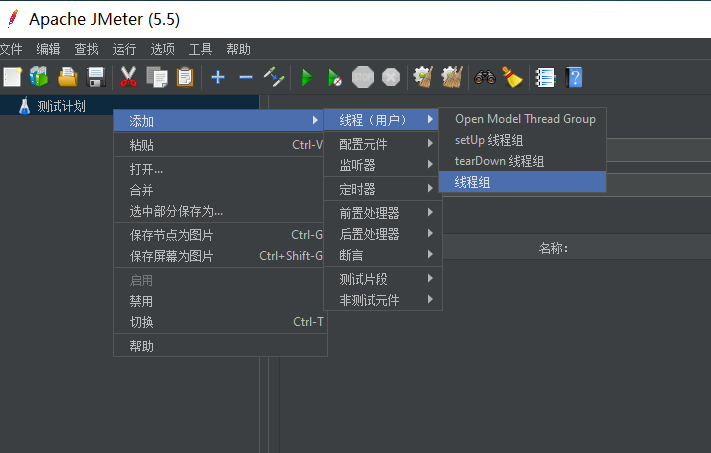 Apache JMeter (5.5)
文件 编辑 查找 运行 选项 工具 帮助
STOP
测试计划
添加
粘贴 Ctrl-V
打开...
合并
选中部分保存为...
保存节点为图片 Ctrl-G
保存屏幕为图片 Ctrl+Shift-G
启用
禁用
切换 Ctrl-T
帮助
线程（用户）
配置元件
监听器
定时器
前置处理器
后置处理器
断言
测试片段
非测试元件
Open Model Thread Group
setUp 线程组
tearDown 线程组
线程组
名称: